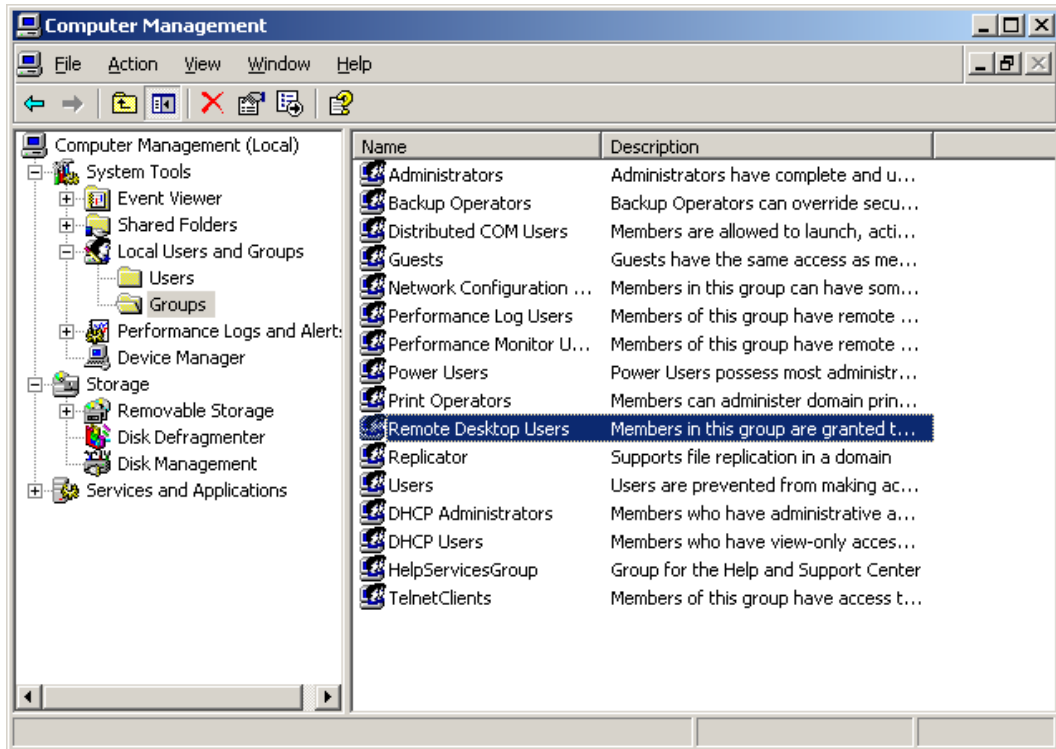 Computer Management
File Action View Window Help
Computer Management (Local)
System Tools
Event Viewer
Shared Folders
Local Users and Groups
Users
Groups
Performance Logs and Alerts
Device Manager
Storage
Removable Storage
Disk Defragmenter
Disk Management
Services and Applications
Name Description
Administrators Administrators have complete and u...
Backup Operators Backup Operators can override secu...
Distributed COM Users Members are allowed to launch, acti...
Guests Guests have the same access as me...
Network Configuration ... Members in this group can have som...
Performance Log Users Members of this group have remote ...
Performance Monitor U... Members of this group have remote ...
Power Users Power Users possess most administr...
Print Operators Members can administer domain prin...
Remote Desktop Users Members in this group are granted t...
Replicator Supports file replication in a domain
Users Users are prevented from making ac...
DHCP Administrators Members who have administrative a...
DHCP Users Members who have view-only acces...
HelpServicesGroup Group for the Help and Support Center
TelnetClients Members of this group have access t...